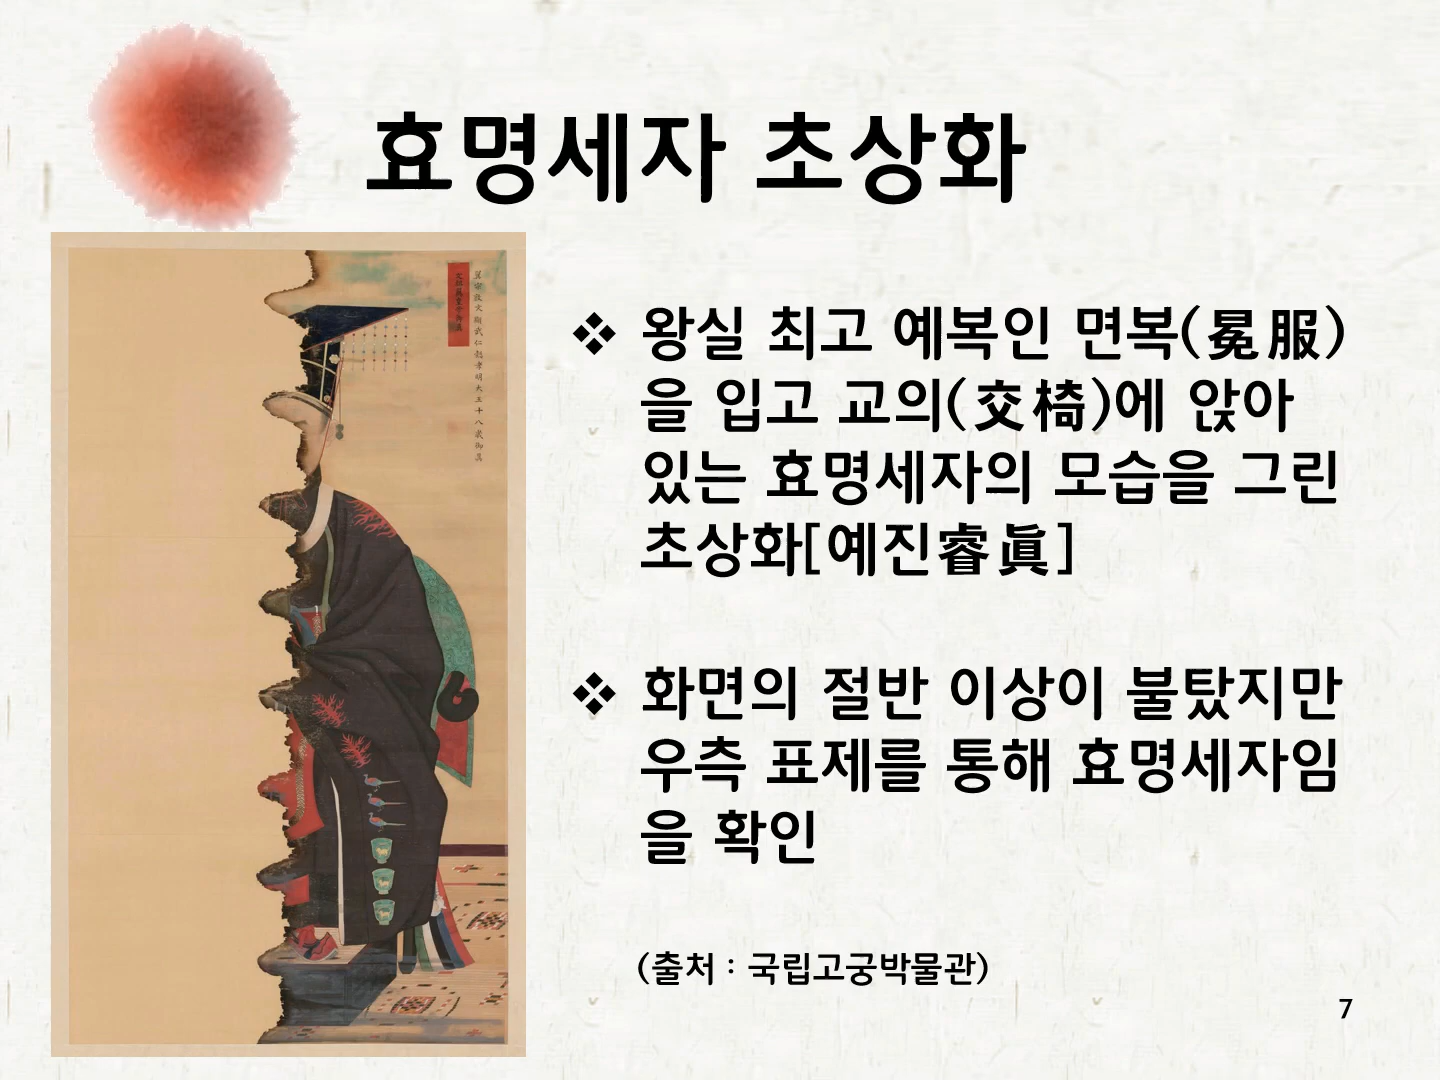 효명세자 초상화
❖ 왕실 최고 예복인 면복(冕服)
을 입고 교의(交椅)에 앉아
있는 효명세자의 모습을 그린
초상화[예진睿眞]
❖ 화면의 절반 이상이 불탔지만
우측 표제를 통해 효명세자임
을 확인
(출처 : 국립고궁박물관)
7